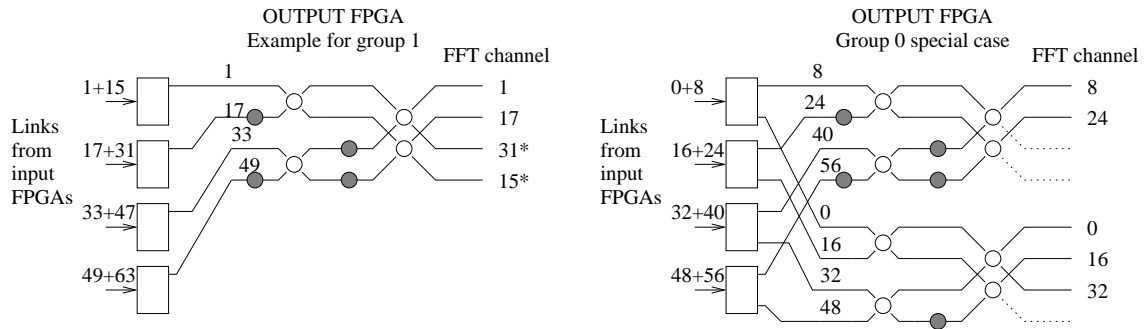 OUTPUT FPGA
Example for group 1
FFT channel
1
1+15
1
17
17
Links
from
input
FPGAs
17+31
33
31*
49
15*
33+47
49+63
OUTPUT FPGA
Group 0 special case
FFT channel
8
0+8
8
24
24
Links
from
input
FPGAs
16+24
40
56
32+40
0
0
16
16
48+56
32
32
48